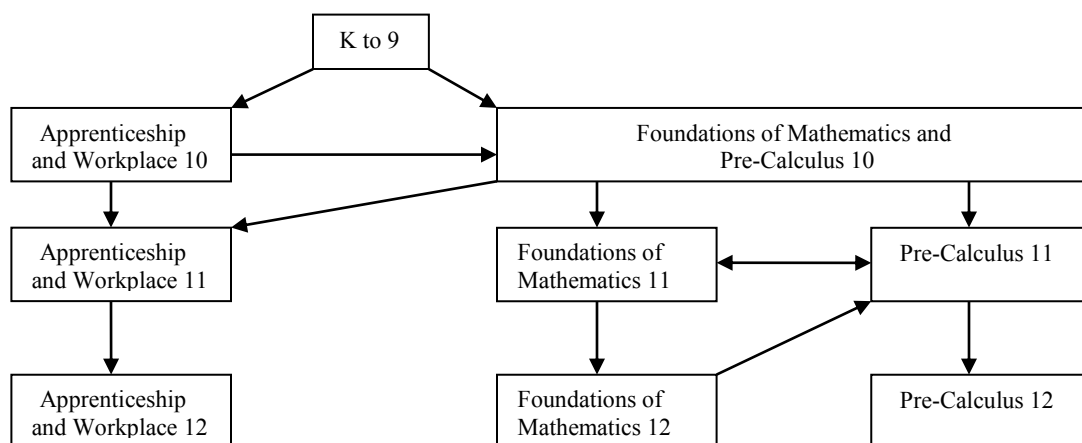 K to 9
Apprenticeship
and Workplace 10
Foundations of Mathematics and
Pre-Calculus 10
Apprenticeship
and Workplace 11
Foundations of
Mathematics 11
Pre-Calculus 11
Apprenticeship
and Workplace 12
Foundations of
Mathematics 12
Pre-Calculus 12